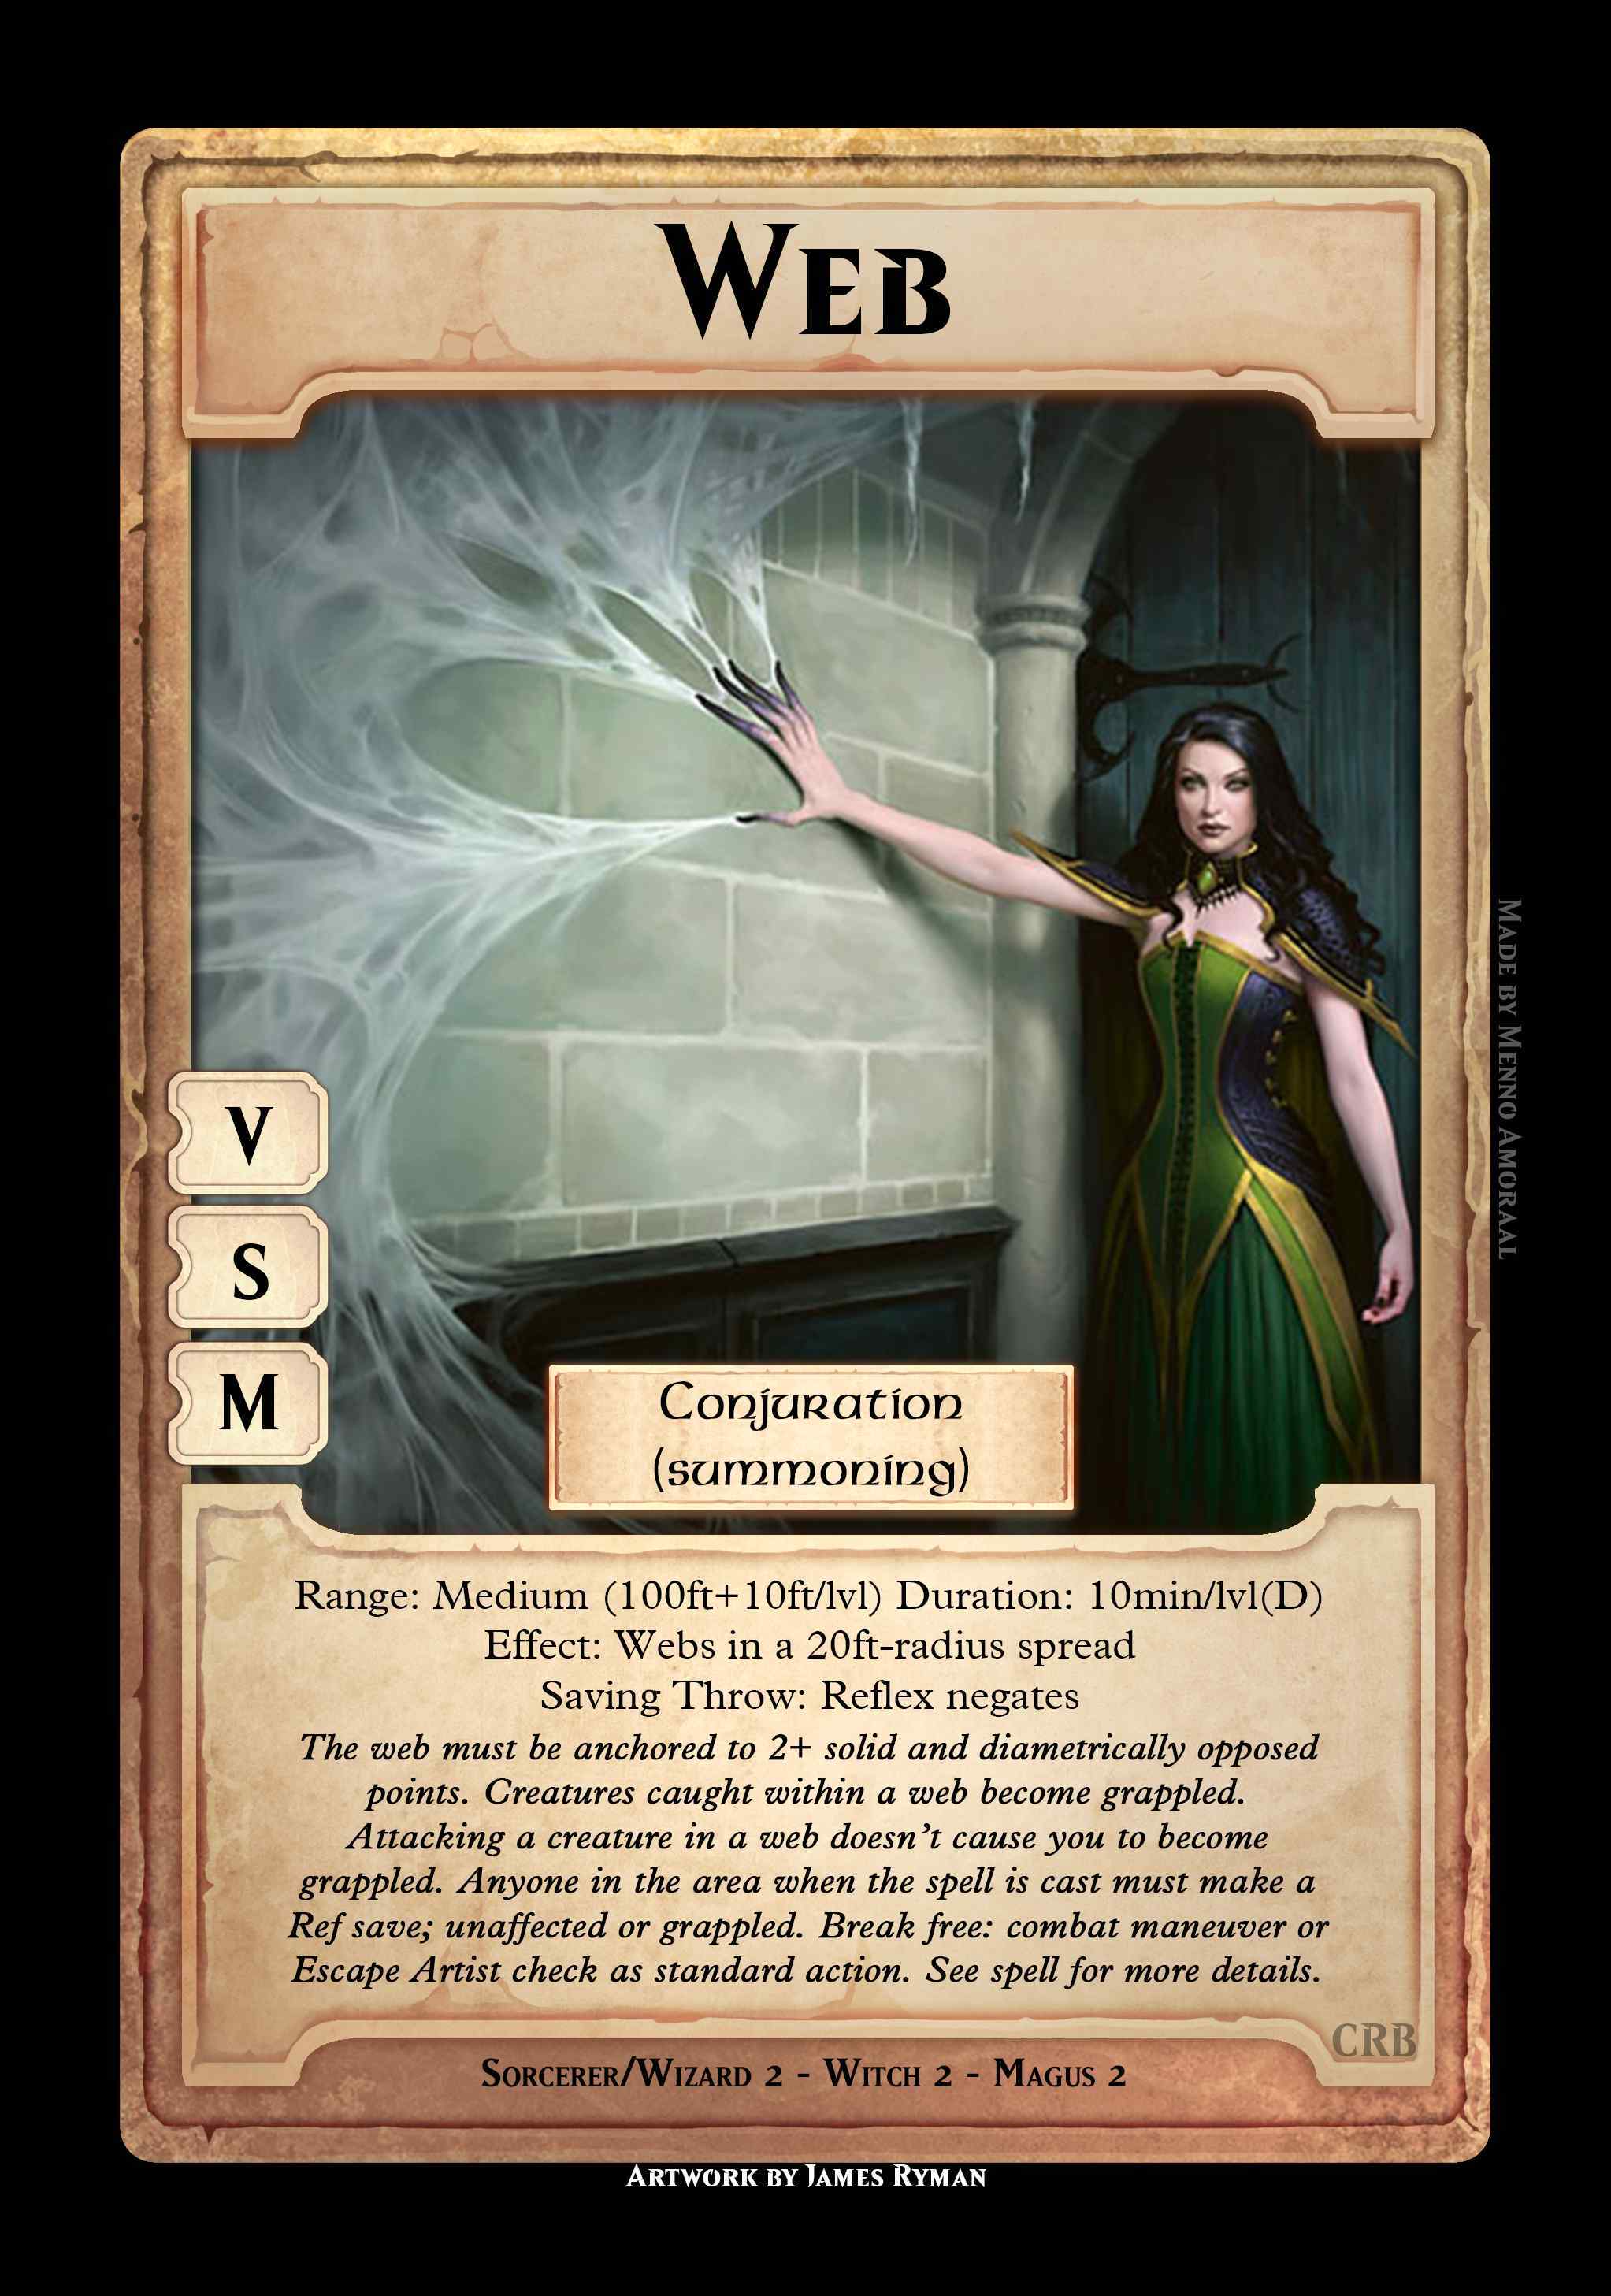 Web
V
S
M
Conjuration
(summoning)
Range: Medium (100ft+10ft/lvl) Duration: 10min/lvl(D)
Effect: Webs in a 20ft-radius spread
Saving Throw: Reflex negates
The web must be anchored to 2+ solid and diametrically opposed
points. Creatures caught within a web become grappled.
Attacking a creature in a web doesn't cause you to become
grappled. Anyone in the area when the spell is cast must make a
Ref save; unaffected or grappled. Break free: combat maneuver or
Escape Artist check as standard action. See spell for more details.
CRB
Sorcerer/Wizard 2 - Witch 2 - Magus 2
Artwork by James Ryman
Made by Menno Amoraal